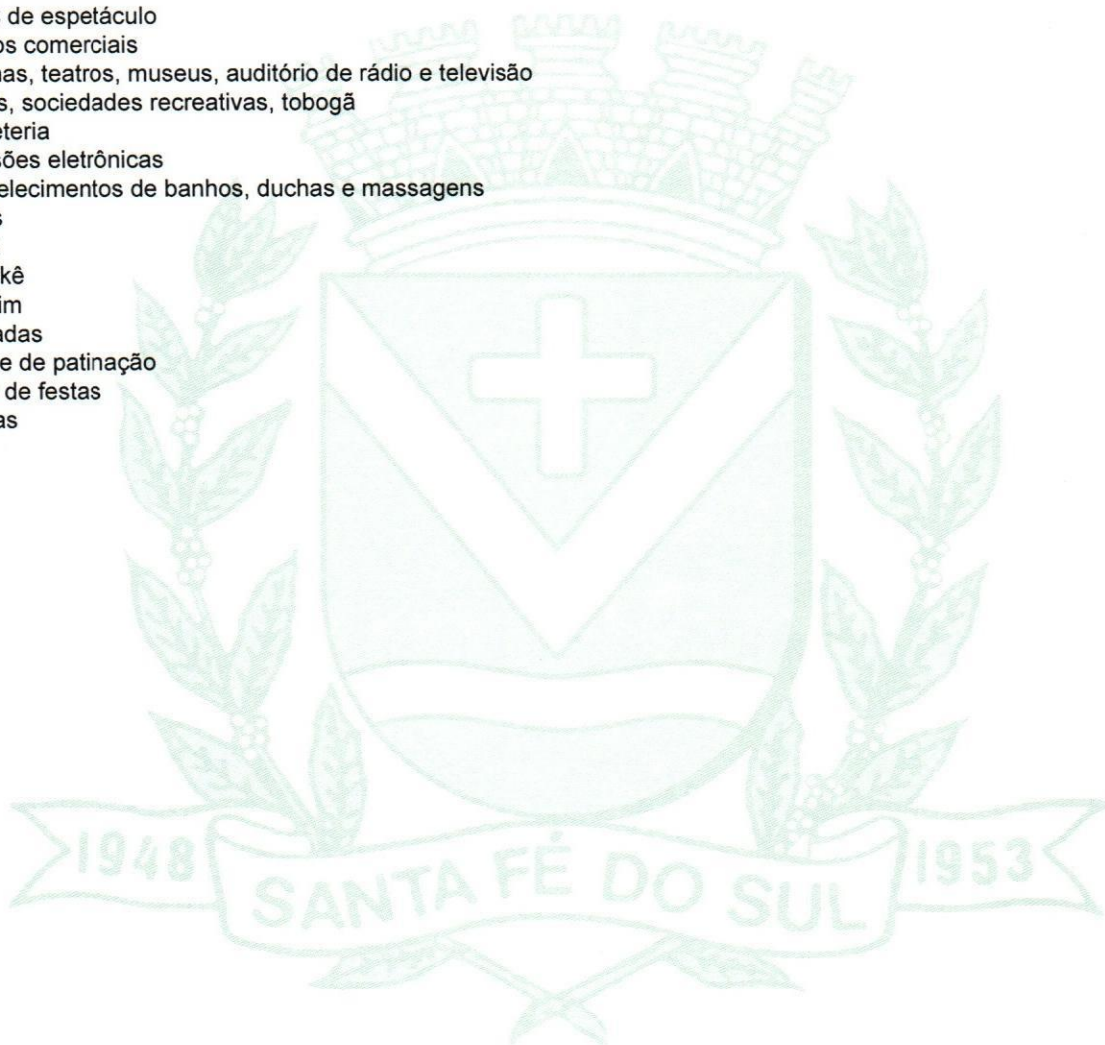 de espetáculo
os comerciais
nas, teatros, museus, auditório de rádio e televisão
s, sociedades recreativas, tobogã
eteria
sões eletrônicas
elecimentos de banhos, duchas e massagens
s
kê
im
adas
e de patinação
de festas
as
1948
SANTA FÉ DO SUL
1953